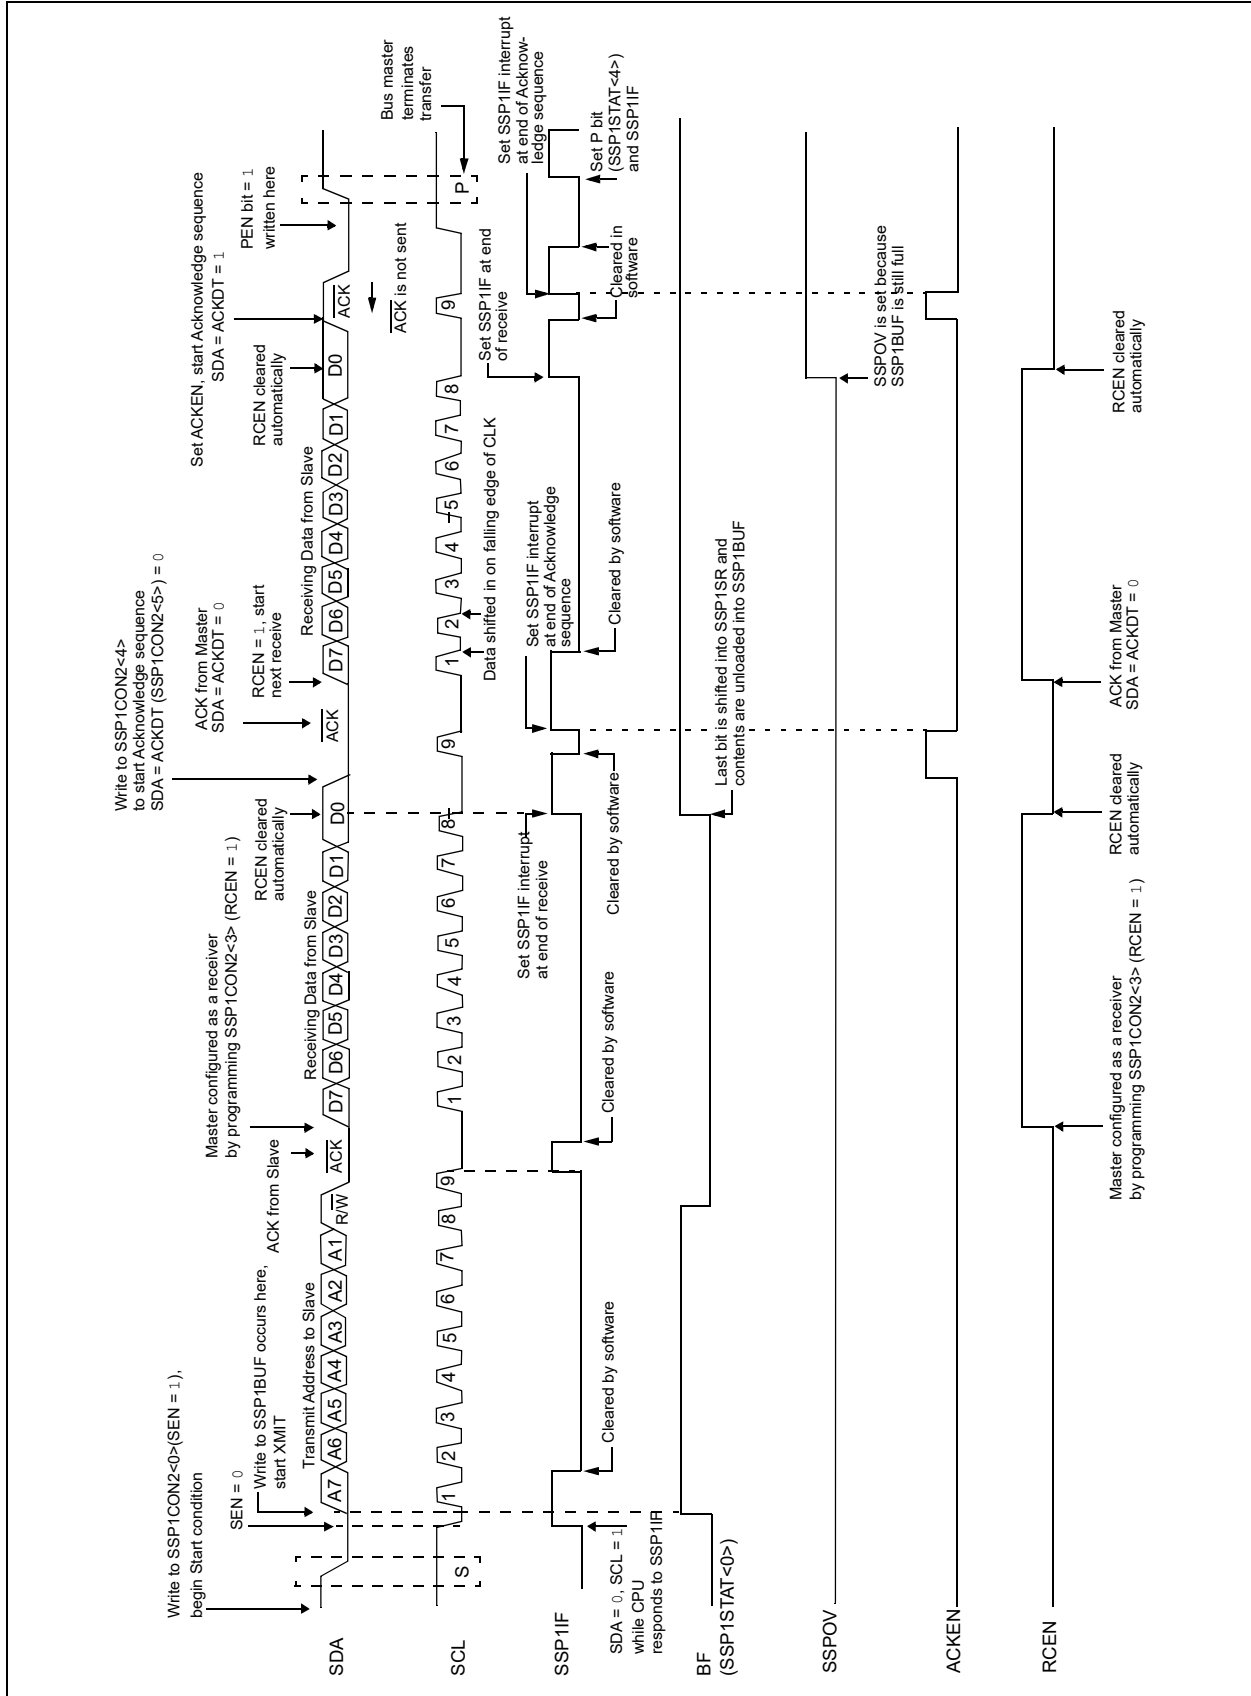 Write to SSP1CON2<0>(SEN = 1),
begin Start condition
SEN = 0
Write to SSP1BUF occurs here,
start XMIT
ACK from Slave
Master configured as a receiver
by programming SSP1CON2<3> (RCEN = 1)
RCEN cleared
automatically
Write to SSP1CON2<4>
to start Acknowledge sequence
SDA = ACKDT (SSP1CON2<5>) = 0
ACK from Master
SDA = ACKDT = 0
RCEN = 1, start
next receive
Set ACKEN, start Acknowledge sequence
SDA = ACKDT = 1
RCEN cleared
automatically
PEN bit = 1
written here
Transmit Address to Slave
Receiving Data from Slave
Receiving Data from Slave
SDA
A7 A6 A5 A4 A3 A2 A1 R/W ACK D7 D6 D5 D4 D3 D2 D1 D0 ACK D7 D6 D5 D4 D3 D2 D1 D0 ACK
ACK is not sent
Bus master
terminates
transfer
SCL
S 1 2 3 4 5 6 7 8 9 1 2 3 4 5 6 7 8 9 1 2 3 4 5 6 7 8 9 P
Data shifted in on falling edge of CLK
Set SSP1IF interrupt
at end of receive
Set SSP1IF interrupt
at end of Acknowledge
sequence
Set SSP1IF at end
of receive
Set SSP1IF interrupt
at end of Acknow-
ledge sequence
SSP1IF
SDA = 0, SCL = 1
while CPU
responds to SSP1IF
Cleared by software
Cleared by software
Cleared by software
Cleared by software
Cleared in
software
Set P bit
(SSP1STAT<4>)
and SSP1IF
BF
(SSP1STAT<0>)
Last bit is shifted into SSP1SR and
contents are unloaded into SSP1BUF
SSPOV
SSPOV is set because
SSP1BUF is still full
ACKEN
RCEN
Master configured as a receiver
by programming SSP1CON2<3> (RCEN = 1)
RCEN cleared
automatically
ACK from Master
SDA = ACKDT = 0
RCEN cleared
automatically